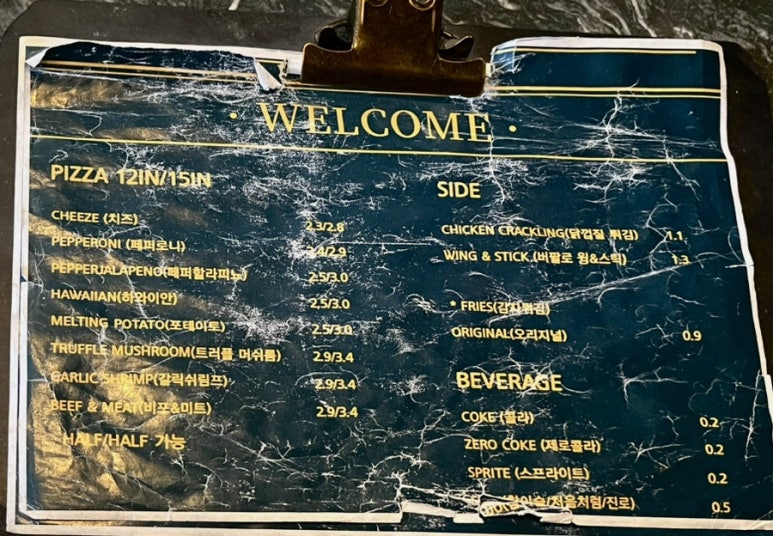 · WELCOME ·
PIZZA 12IN/15IN
CHEEZE (치즈) 2.3/2.8
PEPPERONI (페퍼로니) 2.4/2.9
PEPPERJALAPENO(페퍼할라피뇨) 2.5/3.0
HAWAIIAN(하와이안) 2.5/3.0
MELTING POTATO(포테이토) 2.5/3.0
TRUFFLE MUSHROOM(트러플 머쉬룸) 2.9/3.4
GARLIC SHRIMP(갈릭쉬림프) 2.9/3.4
BEEF & MEAT(비프&미트) 2.9/3.4
HALF/HALF 가능
SIDE
CHICKEN CRACKLING(닭껍질 튀김) 1.1
WING & STICK (버팔로 윙&스틱) 1.3
* FRIES(감자튀김)
ORIGINAL(오리지널) 0.9
BEVERAGE
COKE (콜라) 0.2
ZERO COKE (제로콜라) 0.2
SPRITE (스프라이트) 0.2
/처음처럼/진로) 0.5